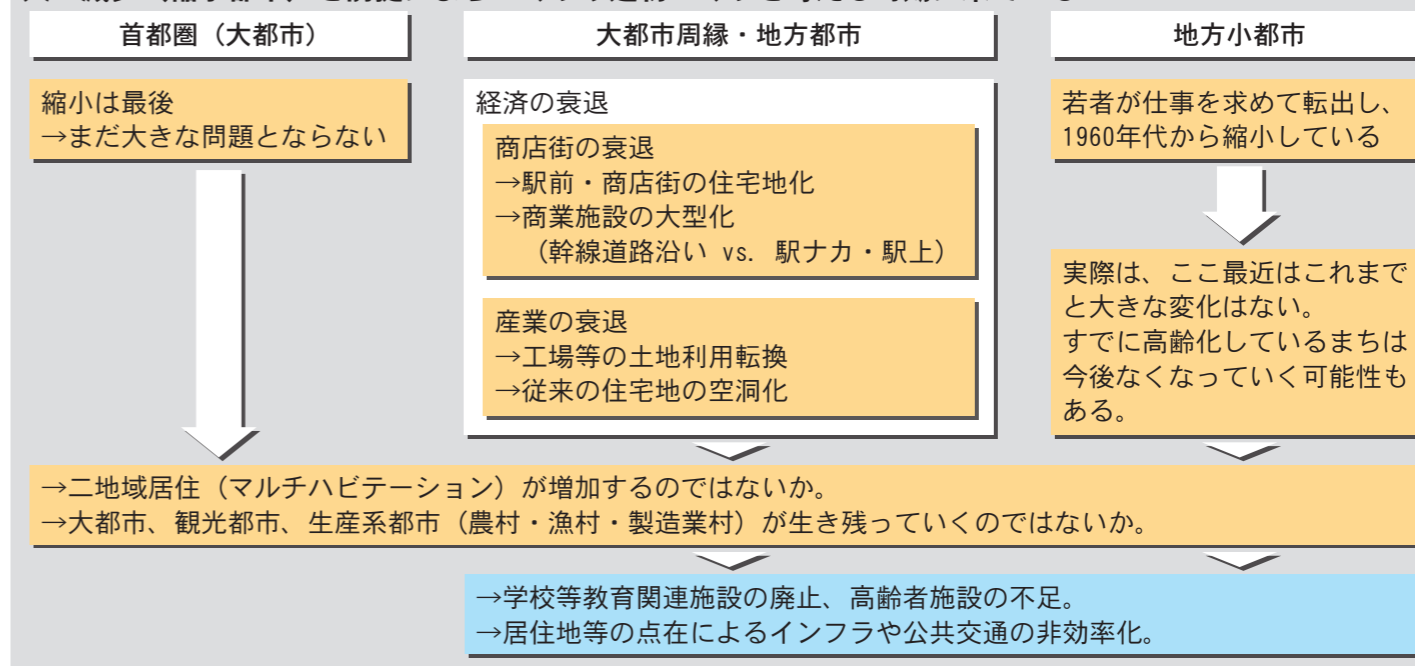 首都圏（大都市）
縮小は最後
→まだ大きな問題とならない
大都市周縁・地方都市
経済の衰退
商店街の衰退
→駅前・商店街の住宅地化
→商業施設の大型化
（幹線道路沿い vs. 駅ナカ・駅上）
産業の衰退
→工場等の土地利用転換
→従来の住宅地の空洞化
地方小都市
若者が仕事を求めて転出し、
1960年代から縮小している
実際は、ここ最近はこれまで
と大きな変化はない。
すでに高齢化しているまちは
今後なくなっていく可能性も
ある。
→二地域居住（マルチハビテーション）が増加するのではないか。
→大都市、観光都市、生産系都市（農村・漁村・製造業村）が生き残っていくのではないか。
→学校等教育関連施設の廃止、高齢者施設の不足。
→居住地等の点在によるインフラや公共交通の非効率化。